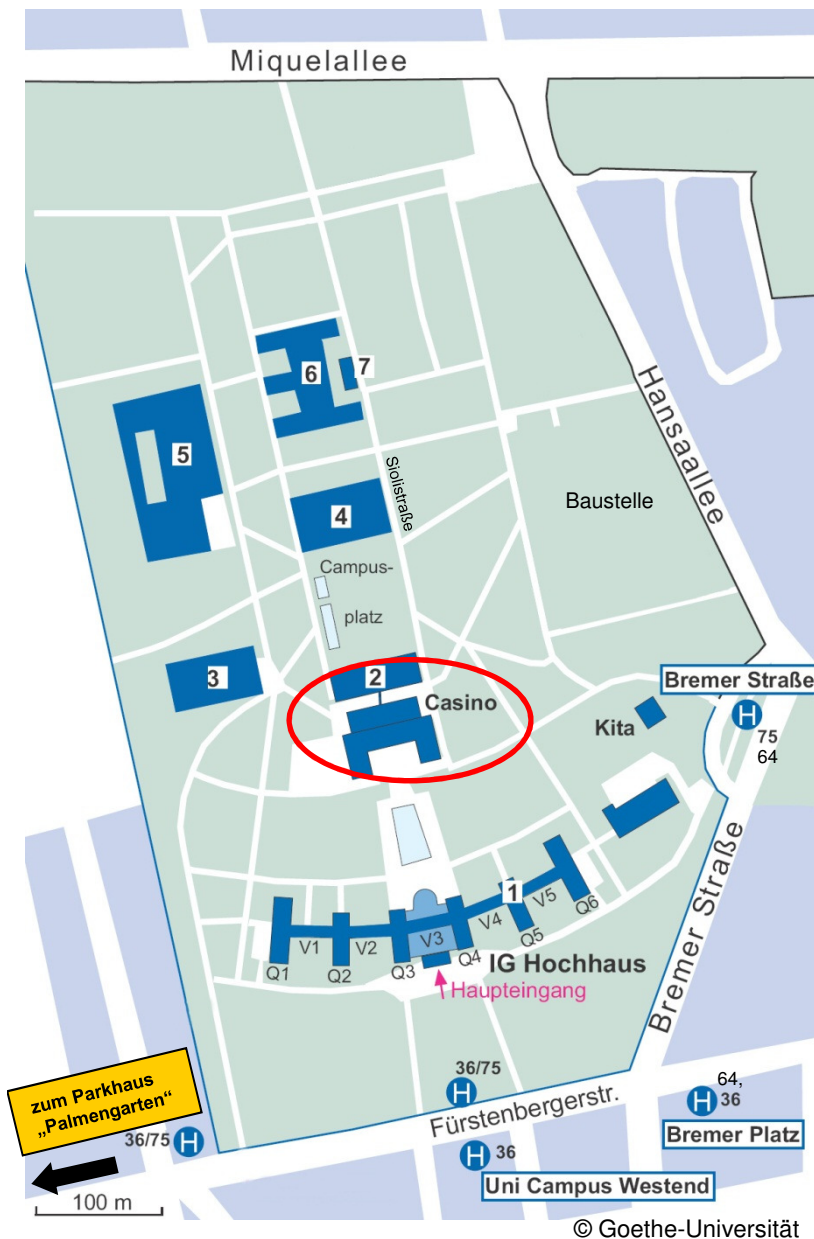 Miquelallee
Hansaallee
6
7
5
Siolistraße
Baustelle
4
Campus-
platz
3
2
Casino
Bremer Straße
Kita
75
64
H
1
Q1
V1
Q2
V2
Q3
V3
Q4
V4
Q5
V5
Q6
IG Hochhaus
Haupteingang
Bremer Straße
zum Parkhaus
„Palmengarten“
36/75 H
36/75
H
Fürstenbergerstr.
64,
H 36
Bremer Platz
H 36
Uni Campus Westend
100 m
© Goethe-Universität